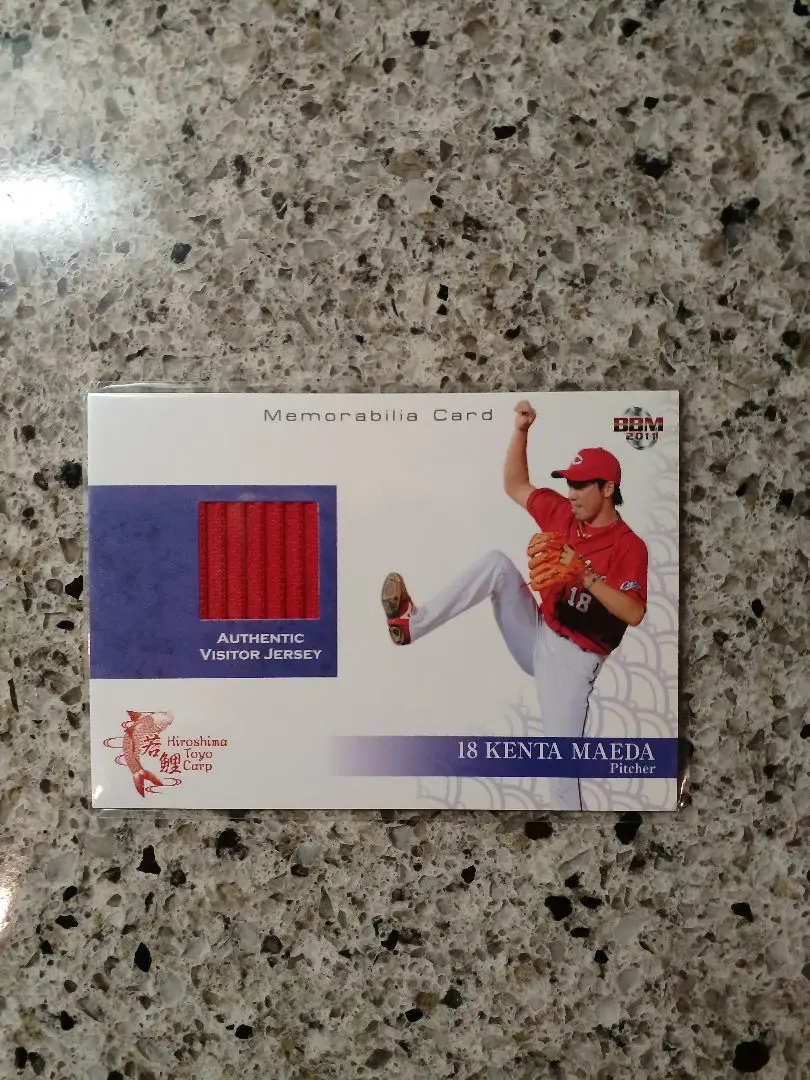 Memorabilia Card
BBM
2011
18
AUTHENTIC
VISITOR JERSEY
若鯉
Hiroshima
Toyo
Carp
18 KENTA MAEDA
Pitcher